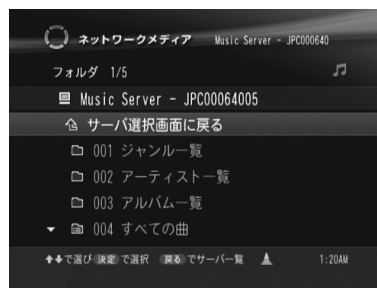 ネットワークメディア Music Server - JPC000640
フォルダ 1/5
Music Server - JPC00064005
サーバ選択画面に戻る
001 ジャンル一覧
002 アーティスト一覧
003 アルバム一覧
004 すべての曲
で選び 決定 で選択 戻る でサーバ一覧 1:20AM